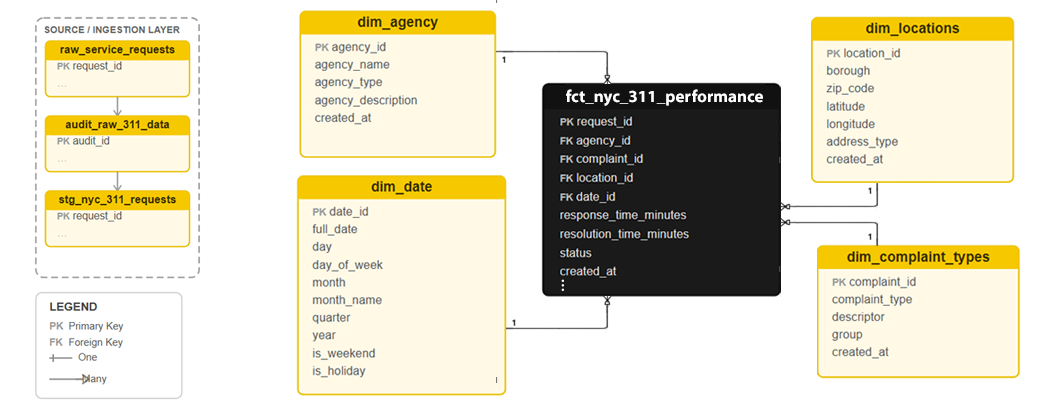 SOURCE / INGESTION LAYER
raw_service_requests
PK request_id
...
audit_raw_311_data
PK audit_id
...
stg_nyc_311_requests
PK request_id
...
LEGEND
PK Primary Key
FK Foreign Key
One
Many
dim_agency
PK agency_id
agency_name
agency_type
agency_description
created_at
1
dim_date
PK date_id
full_date
day
day_of_week
month
month_name
quarter
year
is_weekend
is_holiday
1
fct_nyc_311_performance
PK request_id
FK agency_id
FK complaint_id
FK location_id
FK date_id
response_time_minutes
resolution_time_minutes
status
created_at
⋮
dim_locations
PK location_id
borough
zip_code
latitude
longitude
address_type
created_at
1
1
dim_complaint_types
PK complaint_id
complaint_type
descriptor
group
created_at